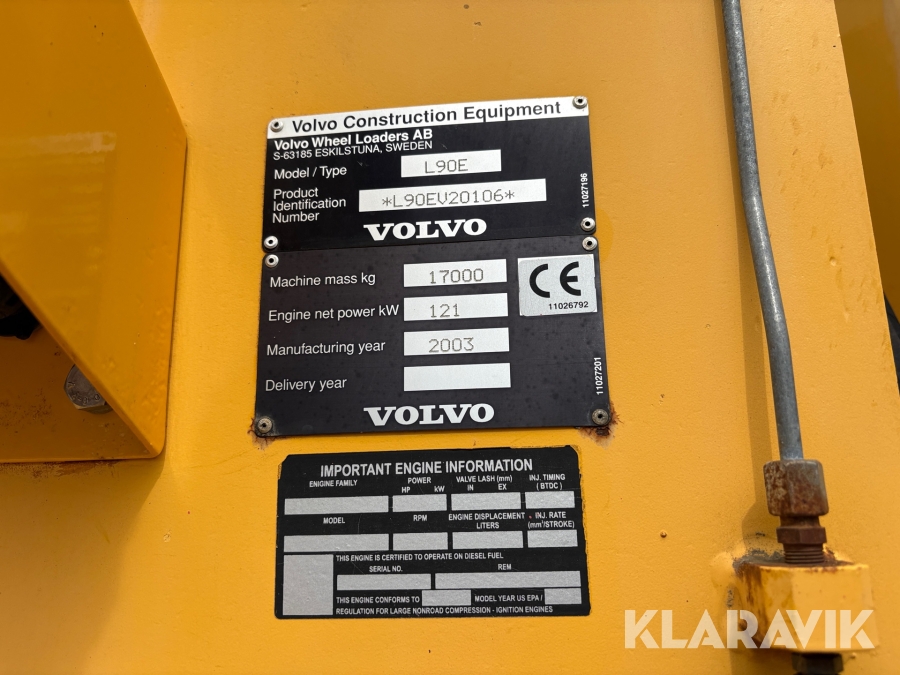 Volvo Construction Equipment
Volvo Wheel Loaders AB
S-63185 ESKILSTUNA, SWEDEN
Model / Type L90E
Product
Identification *L90EV20106*
Number
VOLVO
11027196
Machine mass kg 17000
CE
11026792
Engine net power kW 121
Manufacturing year 2003
Delivery year
VOLVO
11027201
IMPORTANT ENGINE INFORMATION
ENIGINE FAMILY POWER VALVE LASH (mm) INJ. TIMING
HP kW IN EX (BTDC)
MODEL RPM ENGINE DISPLACEMENT INJ. RATE
LITERS (mm³/STROKE)
THIS ENGINE IS CERTIFIED TO OPERATE ON DIESEL FUEL
SERIAL NO. REM
THIS ENGINE CONFORMS TO MODEL YEAR US EPA /
REGULATION FOR LARGE NONROAD COMPRESSION - IGNITION ENGINES
KLARAVIK